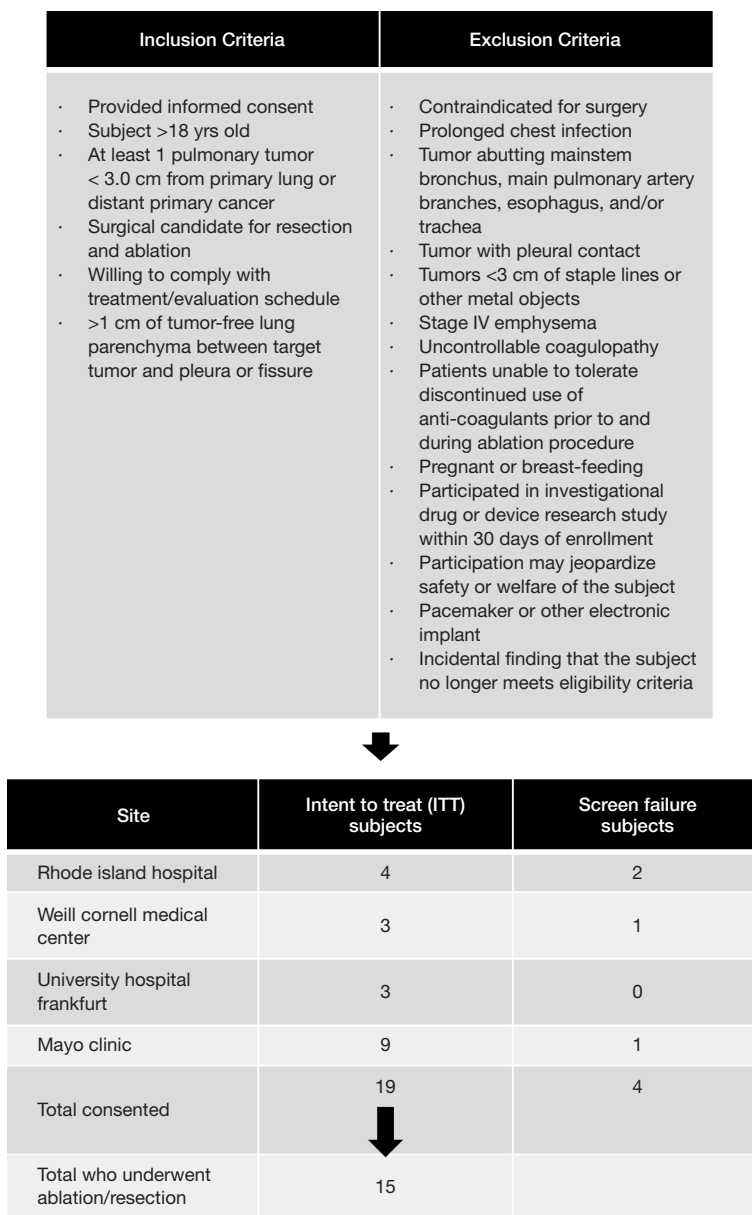 Inclusion Criteria
Exclusion Criteria
· Provided informed consent
· Subject >18 yrs old
· At least 1 pulmonary tumor
< 3.0 cm from primary lung or
distant primary cancer
· Surgical candidate for resection
and ablation
· Willing to comply with
treatment/evaluation schedule
· >1 cm of tumor-free lung
parenchyma between target
tumor and pleura or fissure
· Contraindicated for surgery
· Prolonged chest infection
· Tumor abutting mainstem
bronchus, main pulmonary artery
branches, esophagus, and/or
trachea
· Tumor with pleural contact
· Tumors <3 cm of staple lines or
other metal objects
· Stage IV emphysema
· Uncontrollable coagulopathy
· Patients unable to tolerate
discontinued use of
anti-coagulants prior to and
during ablation procedure
· Pregnant or breast-feeding
· Participated in investigational
drug or device research study
within 30 days of enrollment
· Participation may jeopardize
safety or welfare of the subject
· Pacemaker or other electronic
implant
· Incidental finding that the subject
no longer meets eligibility criteria
Site
Intent to treat (ITT)
subjects
Screen failure
subjects
Rhode island hospital
4
2
Weill cornell medical
center
3
1
University hospital
frankfurt
3
0
Mayo clinic
9
1
Total consented
19
4
Total who underwent
ablation/resection
15